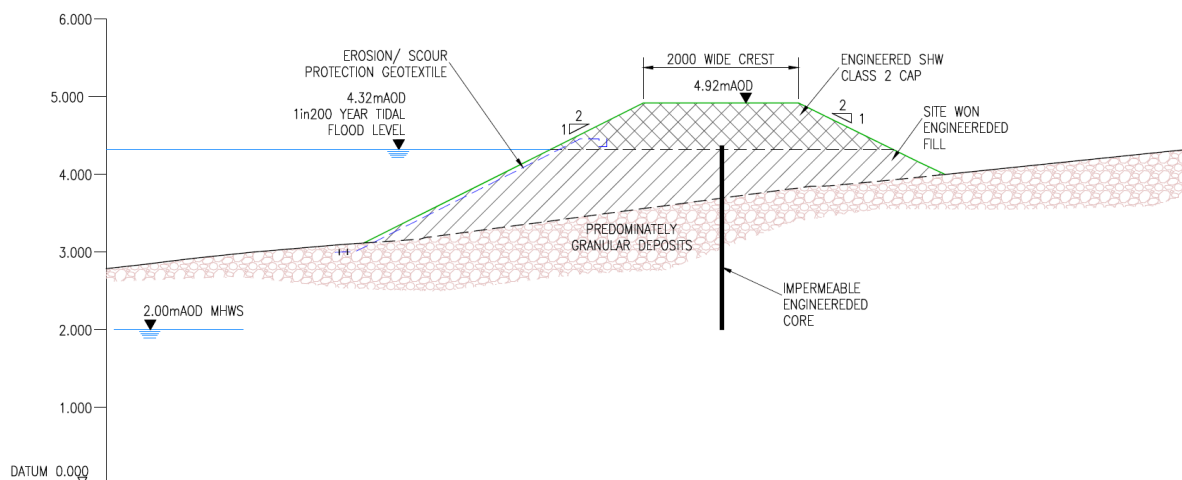 6.000
5.000
4.000
3.000
2.000
1.000
DATUM 0.000
EROSION/ SCOUR
PROTECTION GEOTEXTILE
4.32mAOD
1in200 YEAR TIDAL
FLOOD LEVEL
2.00mAOD MHWS
2000 WIDE CREST
4.92mAOD
2
1
2
1
ENGINEERED SHW
CLASS 2 CAP
SITE WON
ENGINEEREDED
FILL
PREDOMINATELY
GRANULAR DEPOSITS
IMPERMEABLE
ENGINEEREDED
CORE